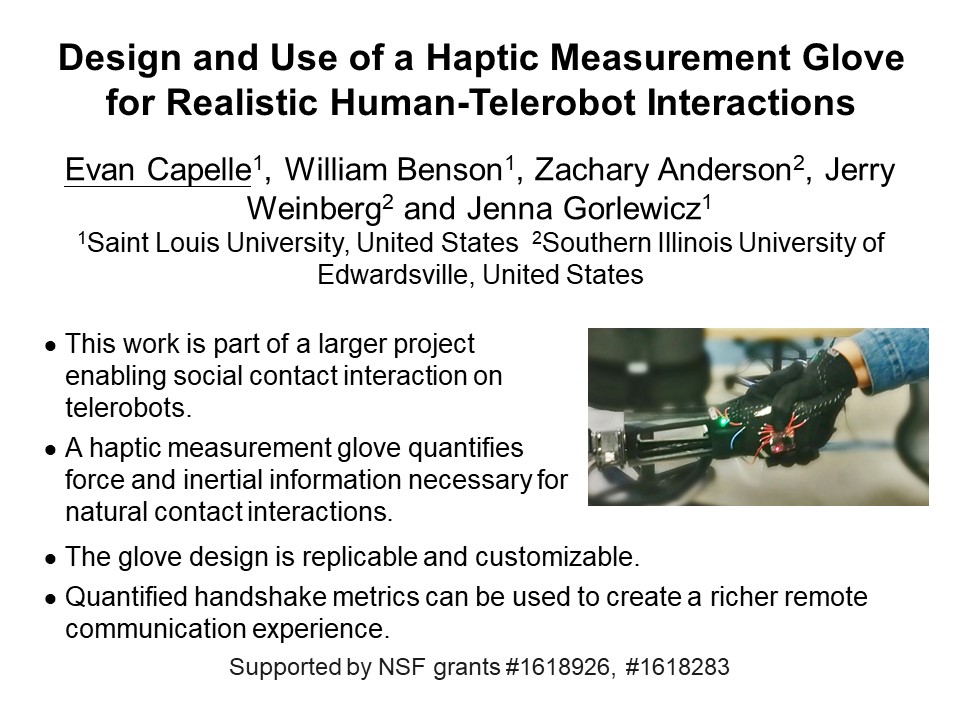 Design and Use of a Haptic Measurement Glove
for Realistic Human-Telerobot Interactions
Evan Capelle¹, William Benson¹, Zachary Anderson², Jerry
Weinberg² and Jenna Gorlewicz¹
¹Saint Louis University, United States ²Southern Illinois University of
Edwardsville, United States
• This work is part of a larger project
enabling social contact interaction on
telerobots.
• A haptic measurement glove quantifies
force and inertial information necessary for
natural contact interactions.
• The glove design is replicable and customizable.
• Quantified handshake metrics can be used to create a richer remote
communication experience.
Supported by NSF grants #1618926, #1618283